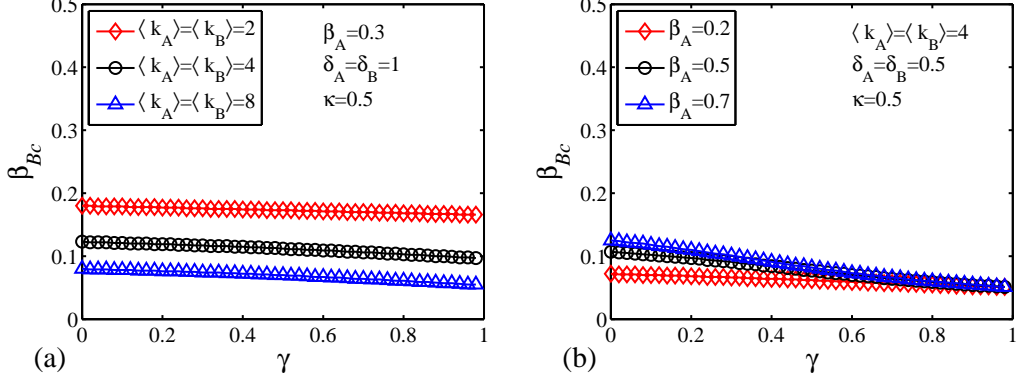 ⟨ k_A⟩=⟨ k_B⟩=2
⟨ k_A⟩=⟨ k_B⟩=4
⟨ k_A⟩=⟨ k_B⟩=8
β_A=0.3
δ_A=δ_B=1
κ=0.5
0.5
0.4
0.3
0.2
0.1
0
β_Bc
0 0.2 0.4 0.6 0.8 1
γ
(a)
β_A=0.2
β_A=0.5
β_A=0.7
⟨ k_A⟩=⟨ k_B⟩=4
δ_A=δ_B=0.5
κ=0.5
0.5
0.4
0.3
0.2
0.1
0
β_Bc
0 0.2 0.4 0.6 0.8 1
γ
(b)